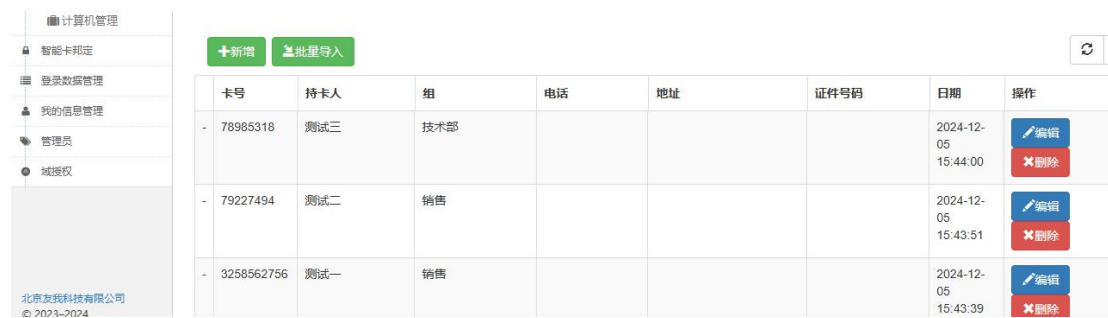 计算机管理
智能卡邦定
登录数据管理
我的信息管理
管理员
域授权
北京友我科技有限公司
© 2023–2024
新增 批量导入
卡号 持卡人 组 电话 地址 证件号码 日期 操作
- 78985318 测试三 技术部 2024-12-05 15:44:00 编辑 删除
- 79227494 测试二 销售 2024-12-05 15:43:51 编辑 删除
- 3258562756 测试一 销售 2024-12-05 15:43:39 编辑 删除